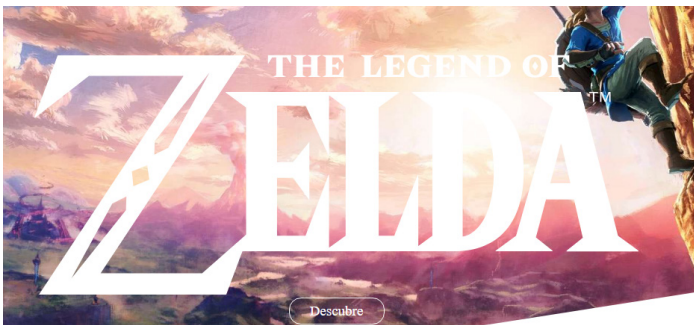 THE LEGEND OF
ZELDA™
Descubre